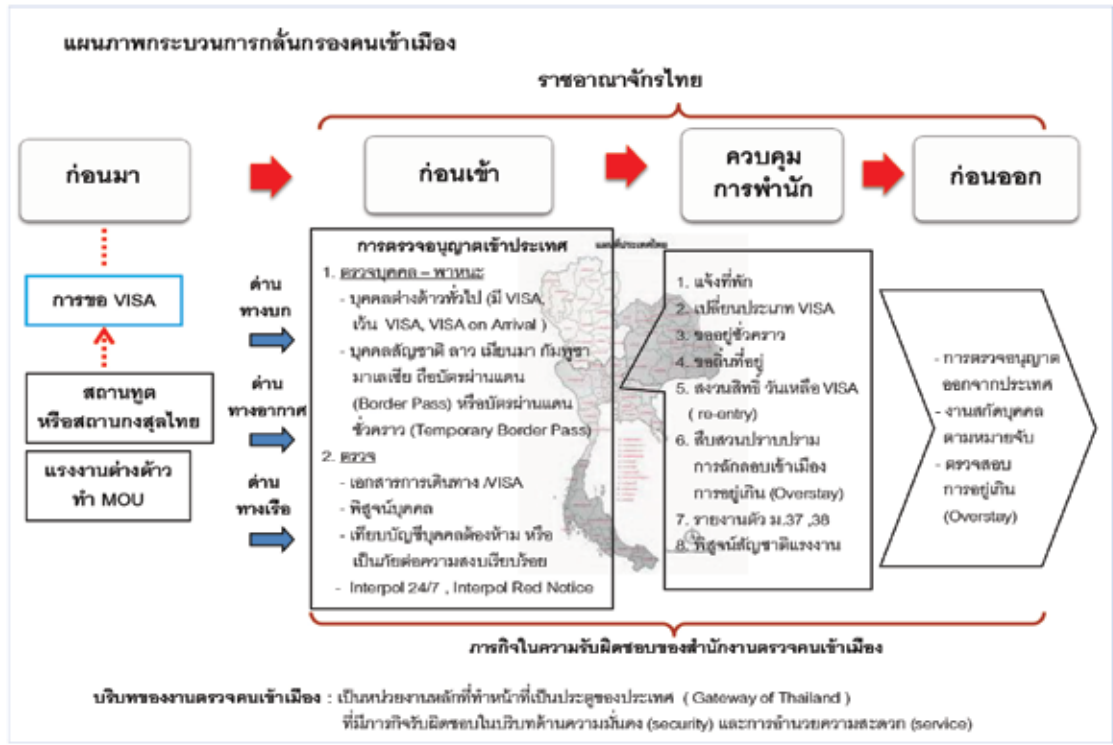 แผนภาพกระบวนการกลั่นกรองคนเข้าเมือง
ราชอาณาจักรไทย
ก่อนมา
ก่อนเข้า
ควบคุม
การพำนัก
ก่อนออก
การขอ VISA
สถานทูต
หรือสถานกงสุลไทย
แรงงานต่างด้าว
ทำ MOU
ด่าน
ทางบก
ด่าน
ทางอากาศ
ด่าน
ทางเรือ
การตรวจอนุญาตเข้าประเทศ
1. ตรวจบุคคล – พาหนะ
- บุคคลต่างด้าวทั่วไป (มี VISA,
เว้น VISA, VISA on Arrival )
- บุคคลสัญชาติ ลาว เมียนมา กัมพูชา
มาเลเซีย ถือบัตรผ่านแดน
(Border Pass) หรือบัตรผ่านแดน
ชั่วคราว (Temporary Border Pass)
2. ตรวจ
- เอกสารการเดินทาง /VISA
- พิสูจน์บุคคล
- เทียบบัญชีบุคคลต้องห้าม หรือ
เป็นภัยต่อความสงบเรียบร้อย
- Interpol 24/7 , Interpol Red Notice
แผนที่ประเทศไทย
1. แจ้งที่พัก
2. เปลี่ยนประเภท VISA
3. ขออยู่ชั่วคราว
4. ขอถิ่นที่อยู่
5. สงวนสิทธิ์ วันเหลือ VISA
( re-entry)
6. สืบสวนปราบปราม
การลักลอบเข้าเมือง
การอยู่เกิน (Overstay)
7. รายงานตัว ม.37 ,38
8. พิสูจน์สัญชาติแรงงาน
- การตรวจอนุญาต
ออกจากประเทศ
- งานสกัดบุคคล
ตามหมายจับ
- ตรวจสอบ
การอยู่เกิน
(Overstay)
ภารกิจในความรับผิดชอบของสำนักงานตรวจคนเข้าเมือง
บริบทของงานตรวจคนเข้าเมือง : เป็นหน่วยงานหลักที่ทำหน้าที่เป็นประตูของประเทศ ( Gateway of Thailand )
ที่มีภารกิจรับผิดชอบในบริบทด้านความมั่นคง (security) และการอำนวยความสะดวก (service)